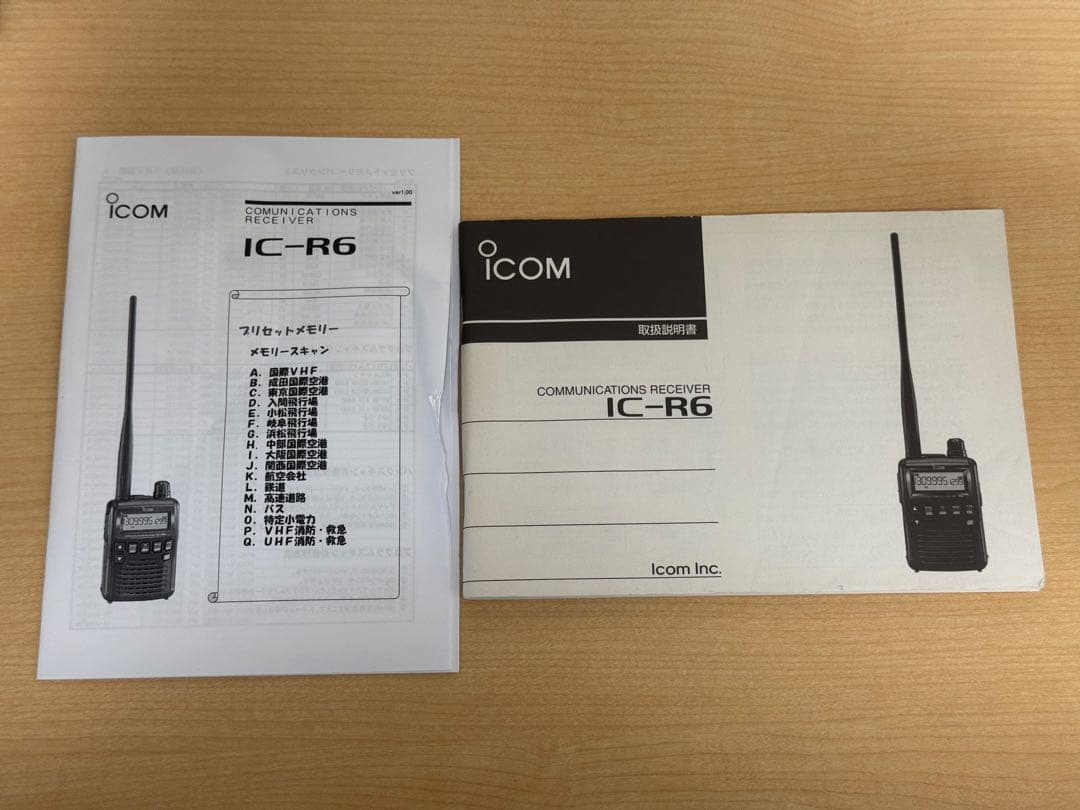 ver1.00
ICOM
COMUNICATIONS
RECEIVER
IC-R6
プリセットメモリー
メモリースキャン
A. 国際VHF
B. 成田国際空港
C. 東京国際空港
D. 入間飛行場
E. 小松飛行場
F. 岐阜飛行場
G. 浜松飛行場
H. 中部国際空港
I. 大阪国際空港
J. 関西国際空港
K. 航空会社
L. 鉄道
M. 高速道路
N. バス
O. 特定小電力
P. VHF消防・救急
Q. UHF消防・救急
ICOM
取扱説明書
COMMUNICATIONS RECEIVER
IC-R6
Icom Inc.